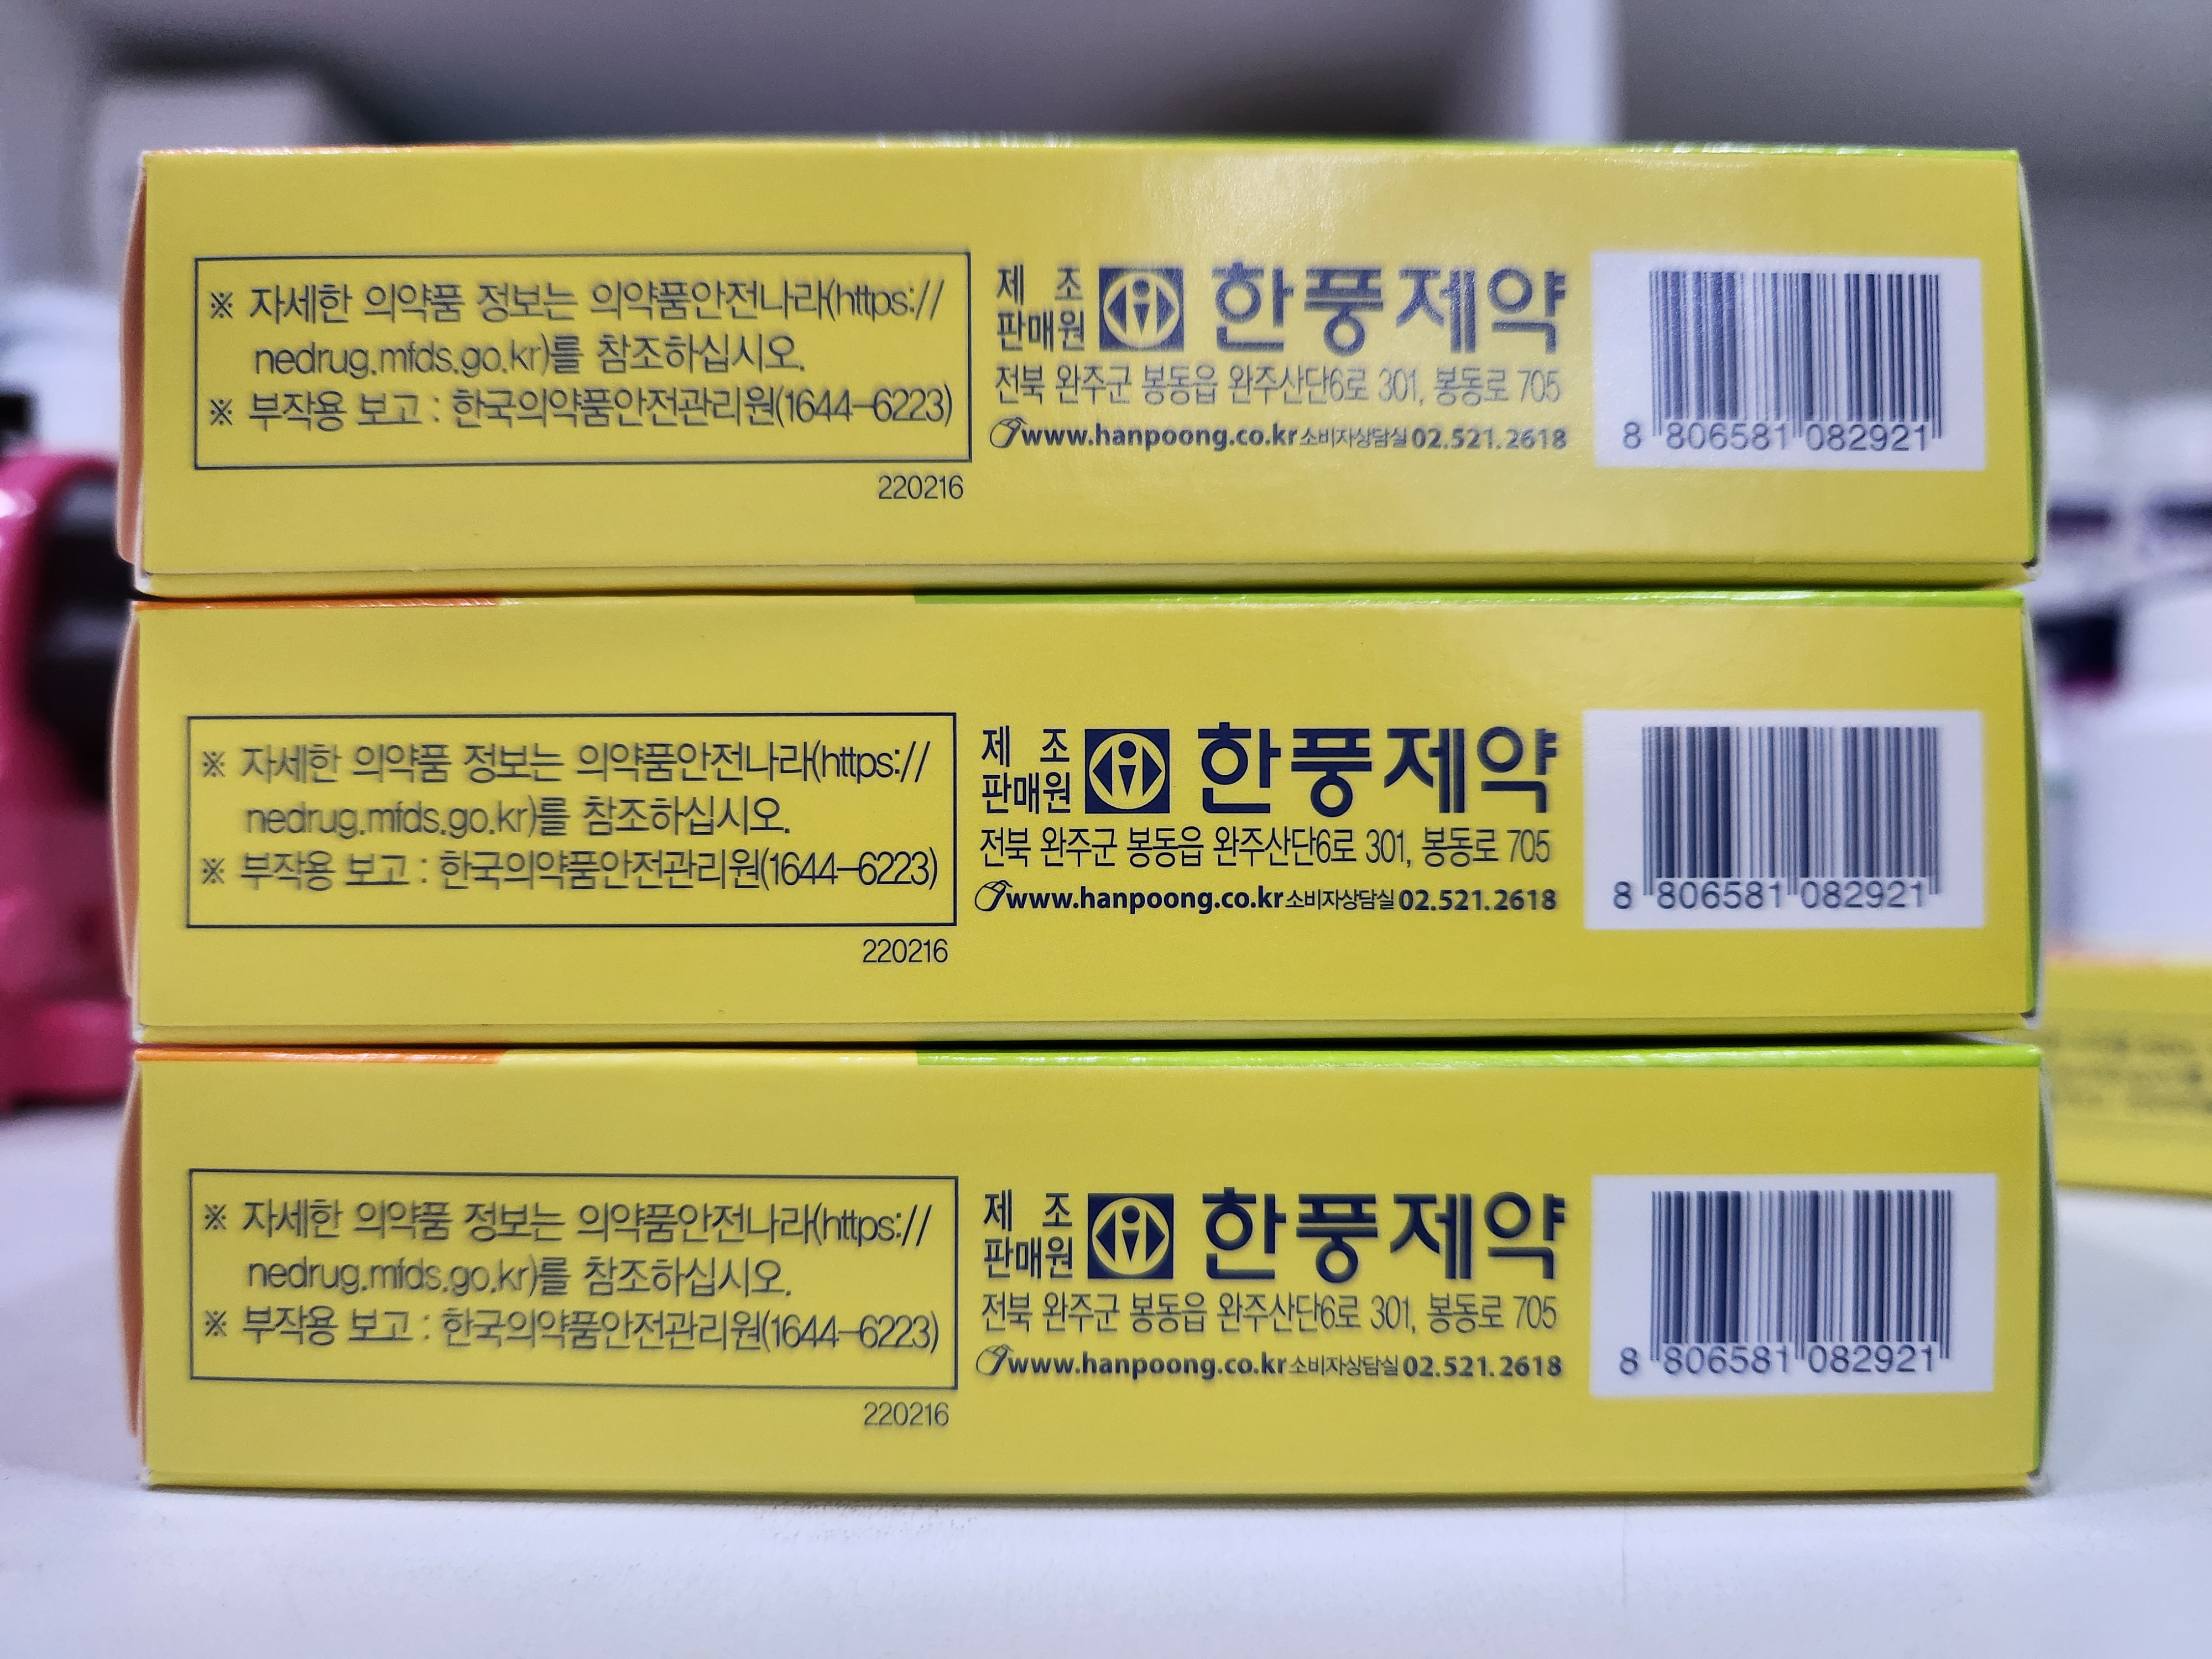 ※ 자세한 의약품 정보는 의약품안전나라(https://
nedrug.mfds.go.kr)를 참조하십시오.
※ 부작용 보고 : 한국의약품안전관리원(1644-6223)
220216
제 조
판매원
한풍제약
전북 완주군 봉동읍 완주산단6로 301, 봉동로 705
www.hanpoong.co.kr 소비자상담실 02.521.2618
8 806581 082921
※ 자세한 의약품 정보는 의약품안전나라(https://
nedrug.mfds.go.kr)를 참조하십시오.
※ 부작용 보고 : 한국의약품안전관리원(1644-6223)
220216
제 조
판매원
한풍제약
전북 완주군 봉동읍 완주산단6로 301, 봉동로 705
www.hanpoong.co.kr 소비자상담실 02.521.2618
8 806581 082921
※ 자세한 의약품 정보는 의약품안전나라(https://
nedrug.mfds.go.kr)를 참조하십시오.
※ 부작용 보고 : 한국의약품안전관리원(1644-6223)
220216
제 조
판매원
한풍제약
전북 완주군 봉동읍 완주산단6로 301, 봉동로 705
www.hanpoong.co.kr 소비자상담실 02.521.2618
8 806581 082921